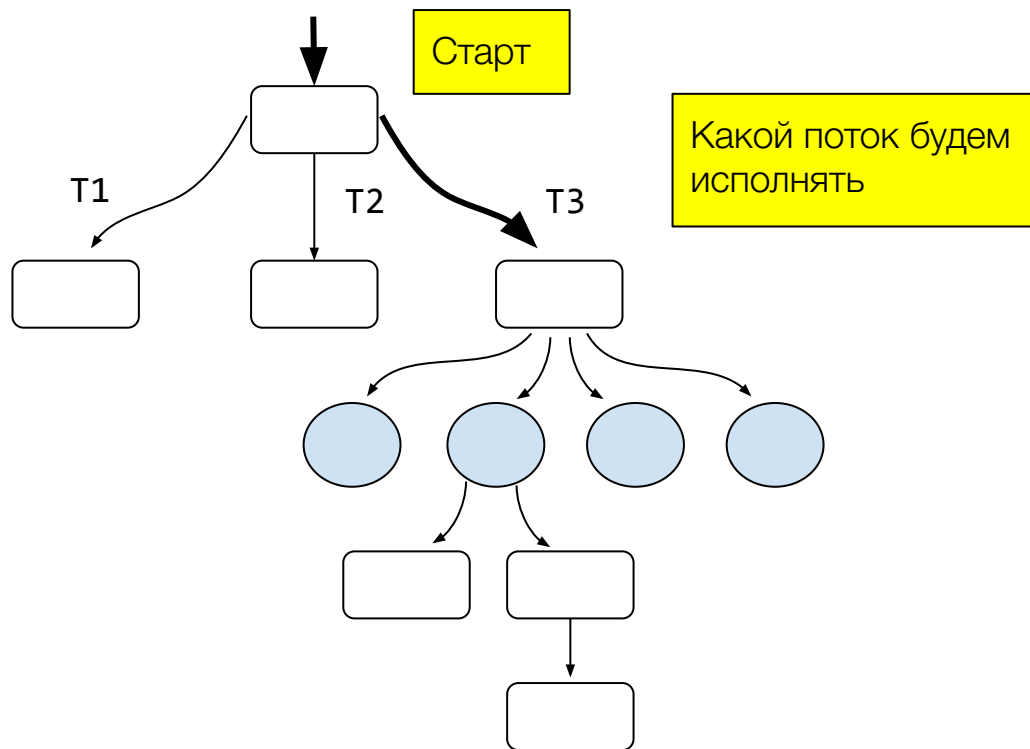 Старт
Какой поток будем
исполнять
T1
T2
T3